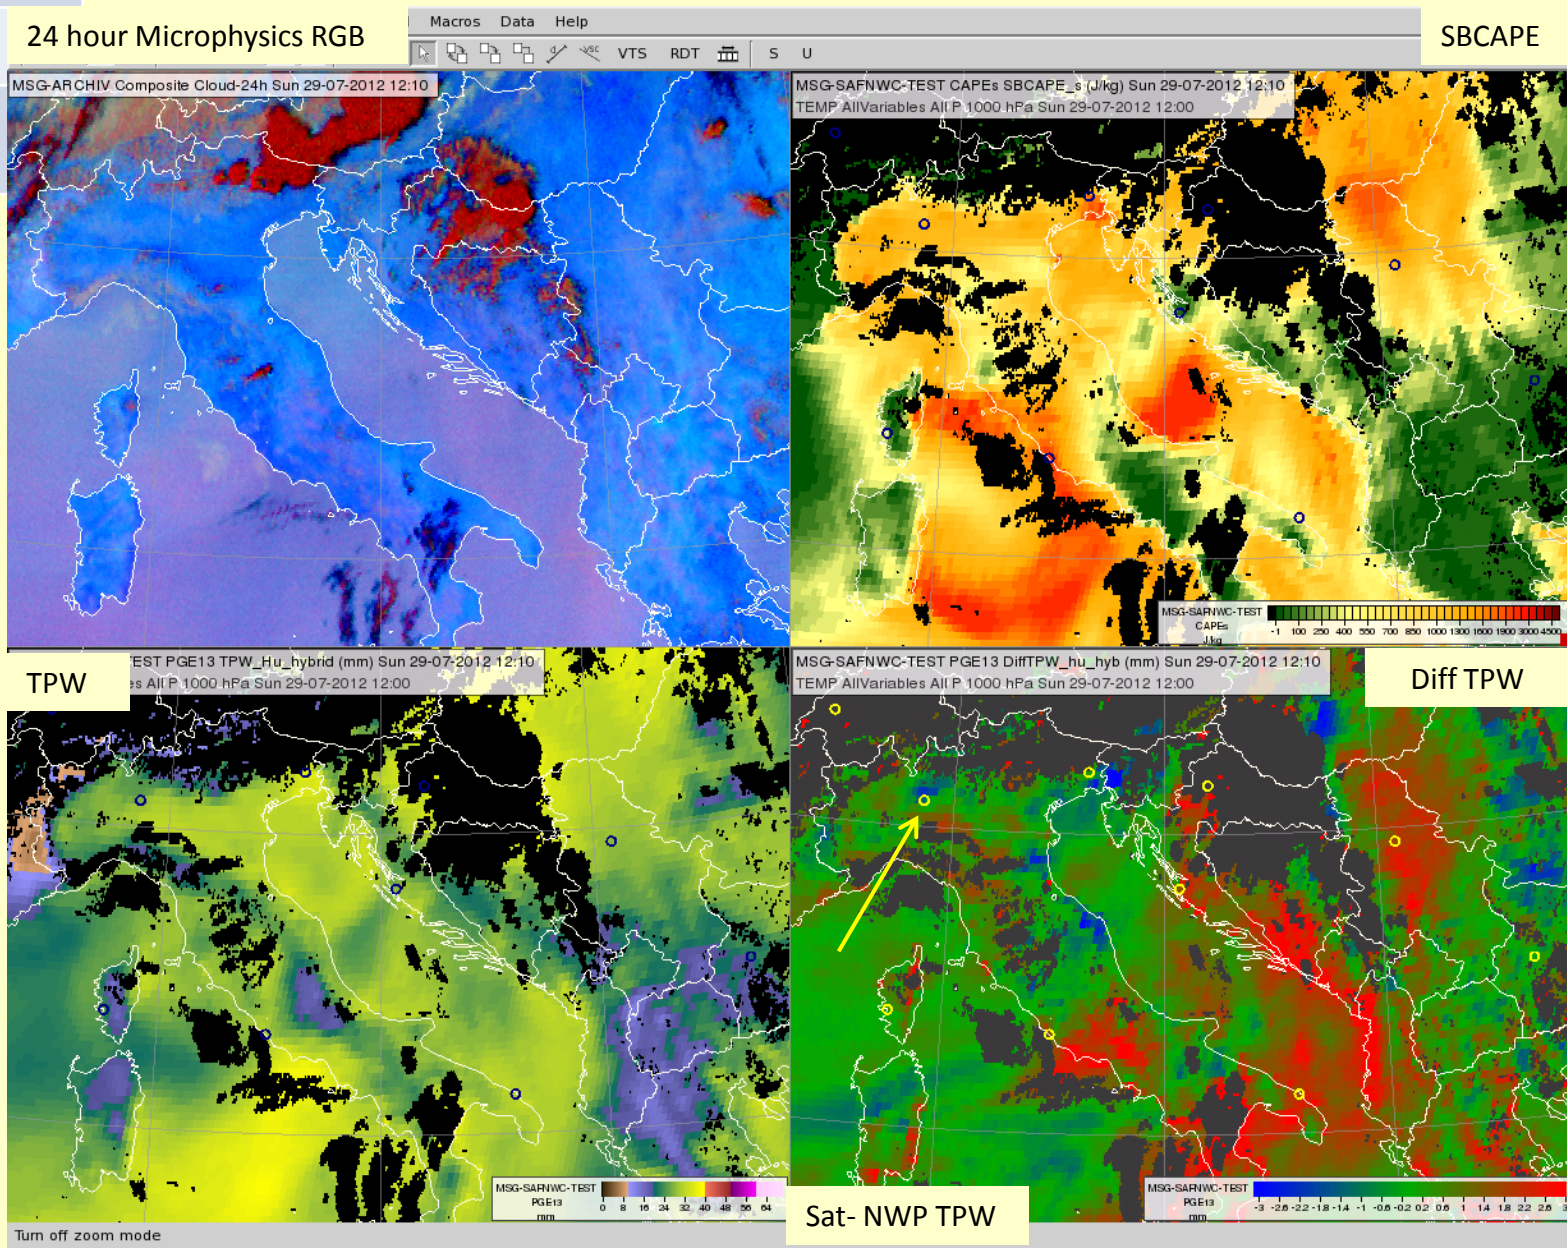 24 hour Microphysics RGB
Macros Data Help
SBCAPE
VTS RDT S U
MSG-ARCHIV Composite Cloud-24h Sun 29-07-2012 12:10
MSG-SAFNWC-TEST CAPEs SBCAPE_s (J/kg) Sun 29-07-2012 12:10
TEMP AllVariables All P 1000 hPa Sun 29-07-2012 12:00
MSG-SAFNWC-TEST
CAPEs
J/kg
-1 100 250 400 550 700 850 1000 1300 1600 1900 3000 4500
TPW
TEST PGE13 TPW_Hu_hybrid (mm) Sun 29-07-2012 12:10
es All P 1000 hPa Sun 29-07-2012 12:00
MSG-SAFNWC-TEST
PGE13
mm
0 8 16 24 32 40 48 56 64
MSG-SAFNWC-TEST PGE13 DiffTPW_hu_hyb (mm) Sun 29-07-2012 12:10
TEMP AllVariables All P 1000 hPa Sun 29-07-2012 12:00
Diff TPW
Sat- NWP TPW
MSG-SAFNWC-TEST
PGE13
mm
-3 -2.6 -2.2 -1.8 -1.4 -1 -0.6 -0.2 0.2 0.6 1 1.4 1.8 2.2 2.6 3
Turn off zoom mode